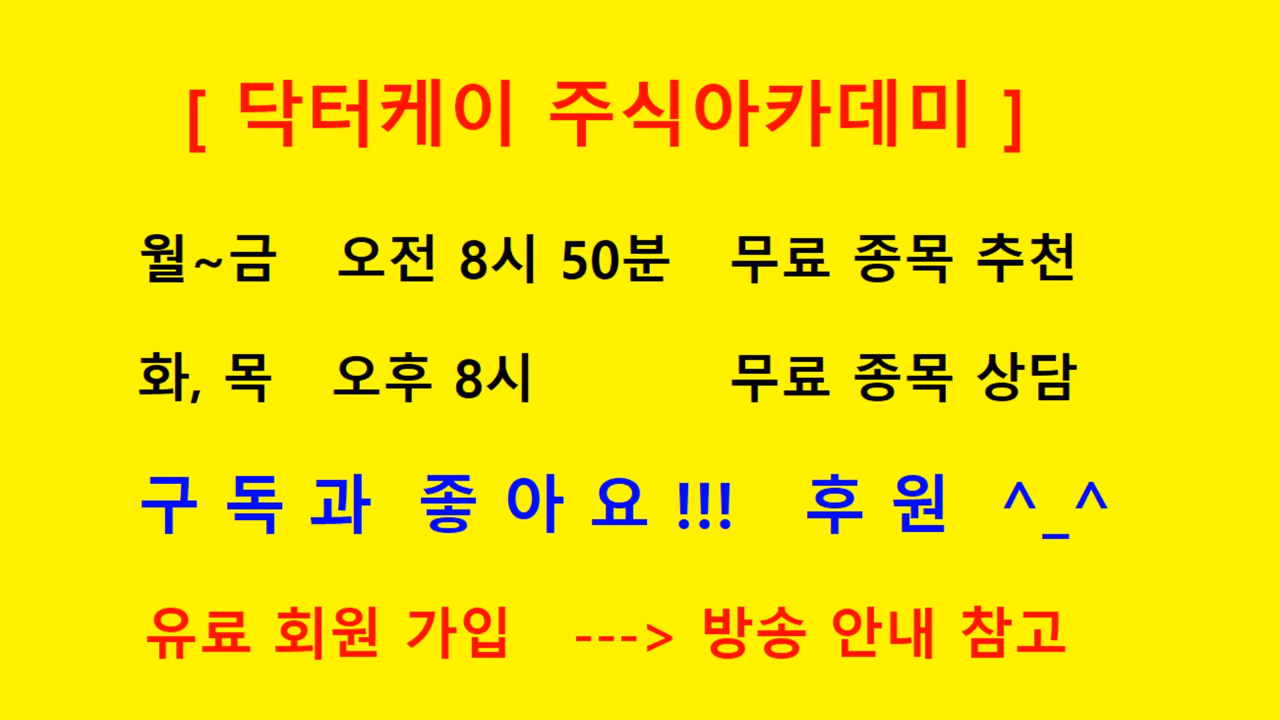 [ 닥터케이 주식아카데미 ]
월~금 오전 8시 50분 무료 종목 추천
화, 목 오후 8시 무료 종목 상담
구 독 과 좋 아 요 !!! 후 원 ^_^
유료 회원 가입 ---> 방송 안내 참고